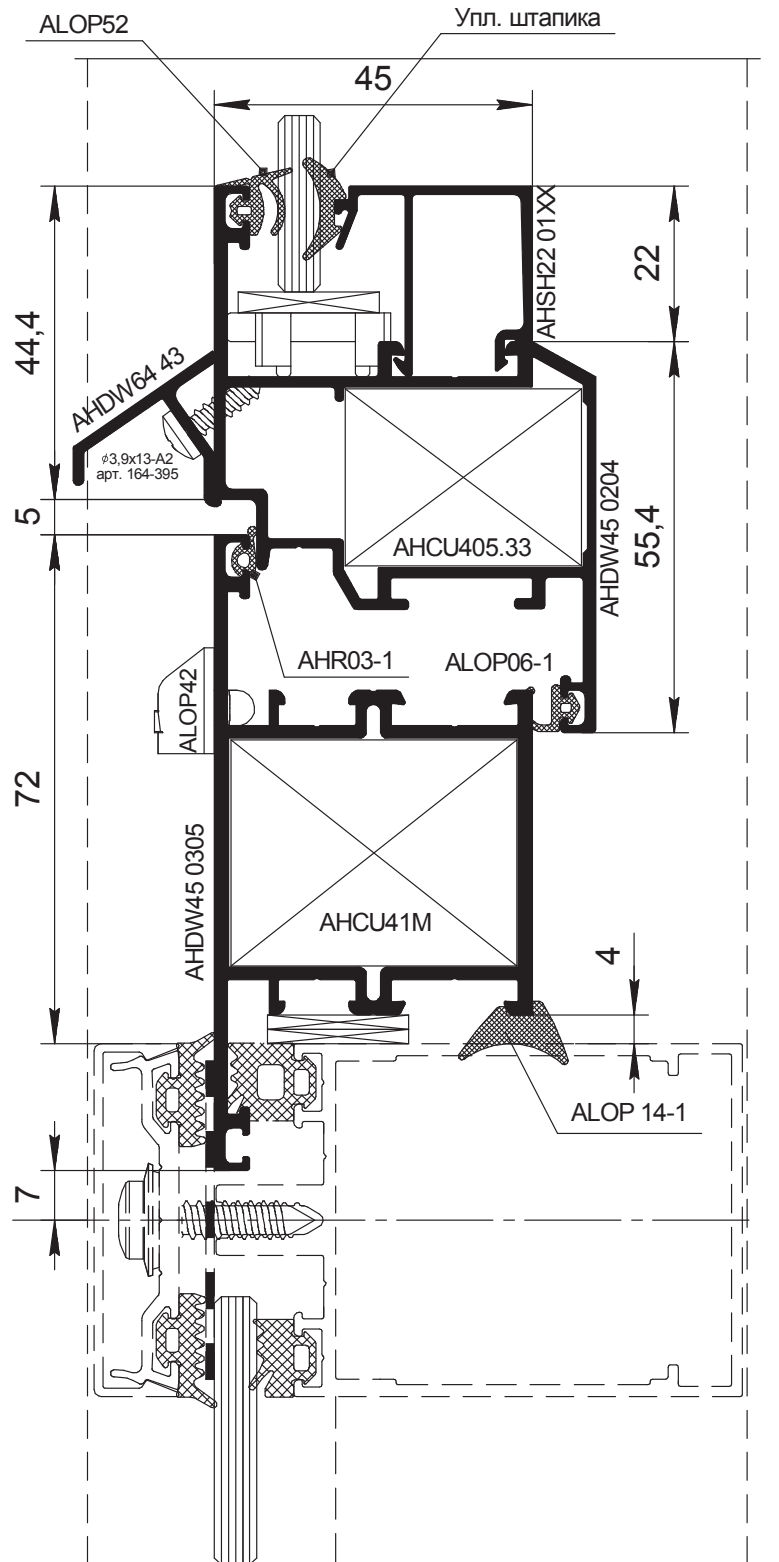 ALOP52
Упл. штапика
45
44,4
22
AHSH22 01XX
AHDW64 43
⌀3,9x13-A2
арт. 164-395
5
AHCU405.33
AHDW45 0204
55,4
AHR03-1
ALOP06-1
ALOP42
72
AHDW45 0305
AHCU41M
4
ALOP 14-1
7